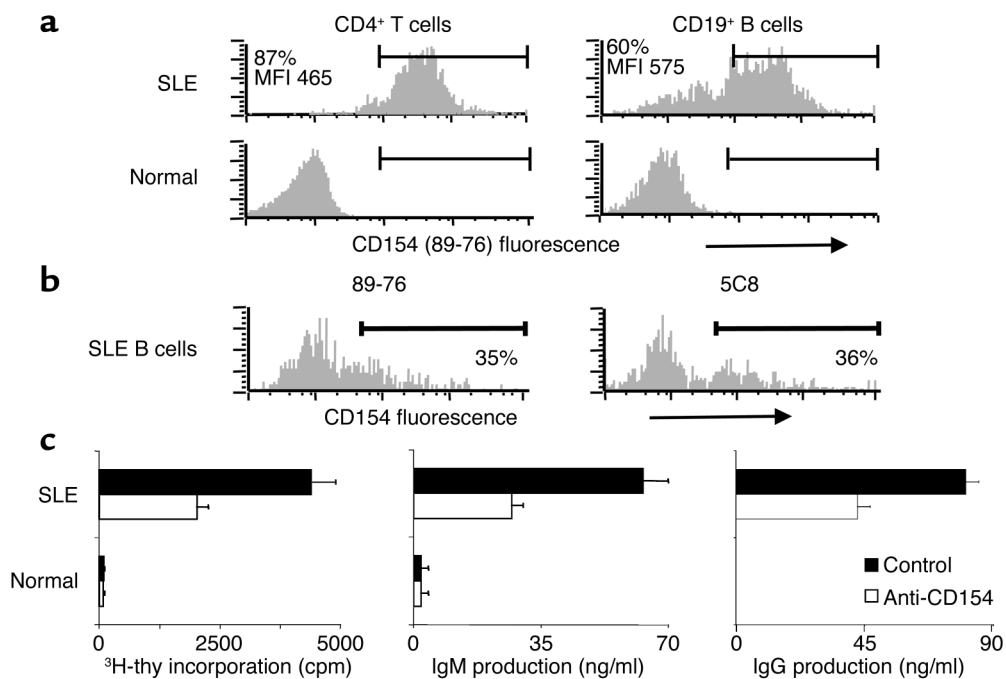 a
CD4+ T cells
CD19+ B cells
SLE
87%
MFI 465
60%
MFI 575
Normal
CD154 (89-76) fluorescence
b
89-76
5C8
SLE B cells
35%
36%
CD154 fluorescence
c
SLE
Normal
Control
Anti-CD154
0 2500 5000
0 35 70
0 45 90
³H-thy incorporation (cpm)
IgM production (ng/ml)
IgG production (ng/ml)